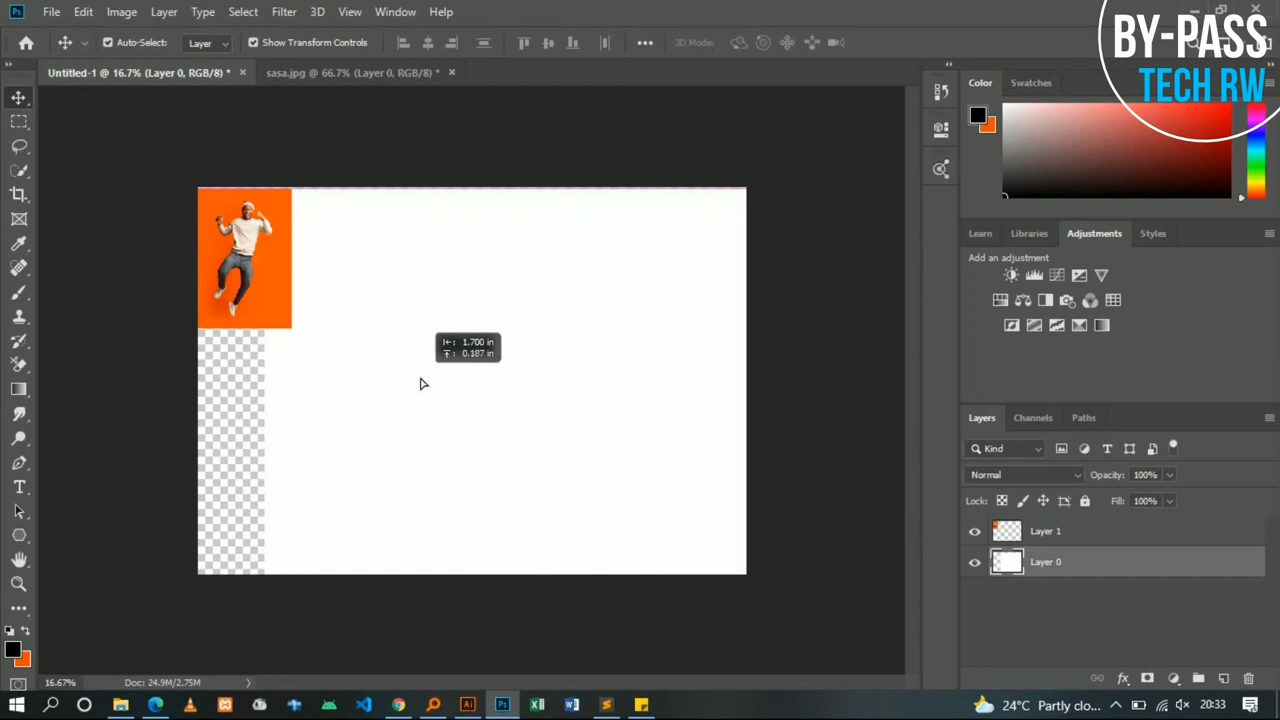 Ps File Edit Image Layer Type Select Filter 3D View Window Help
BY-PASS
TECH RW
Auto-Select: Layer Show Transform Controls 3D Mode:
Untitled-1 @ 16.7% (Layer 0, RGB/8) * sasa.jpg @ 66.7% (Layer 0, RGB/8) *
Color Swatches
Learn Libraries Adjustments Styles
Add an adjustment
1.700 in
0.187 in
Layers Channels Paths
Kind
Normal Opacity: 100%
Lock: Fill: 100%
Layer 1
Layer 0
16.67% Doc: 24.9M/2.75M
24°C Partly clo... 20:33